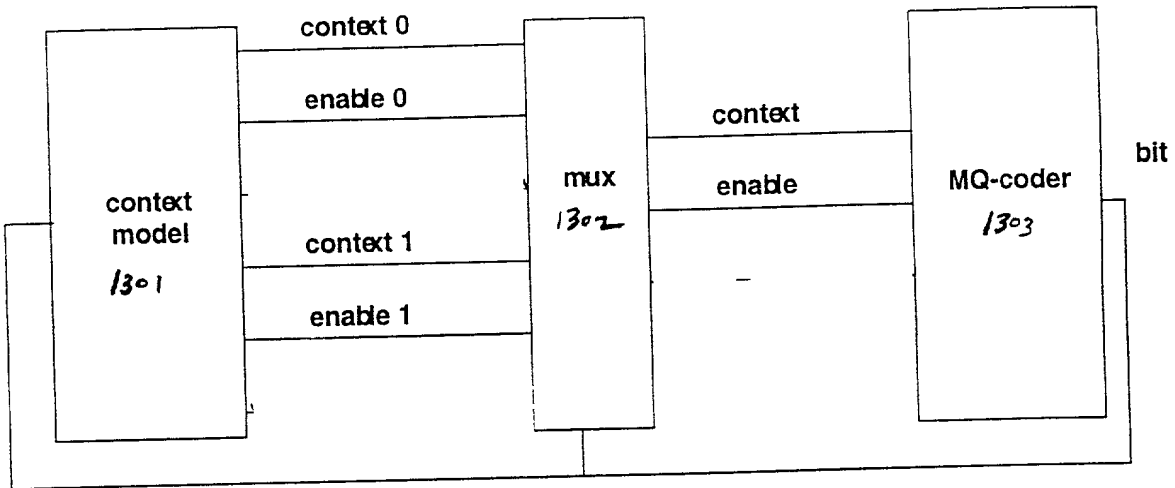 context 0
enable 0
context
model
1301
context 1
enable 1
mux
1302
context
enable
MQ-coder
1303
bit